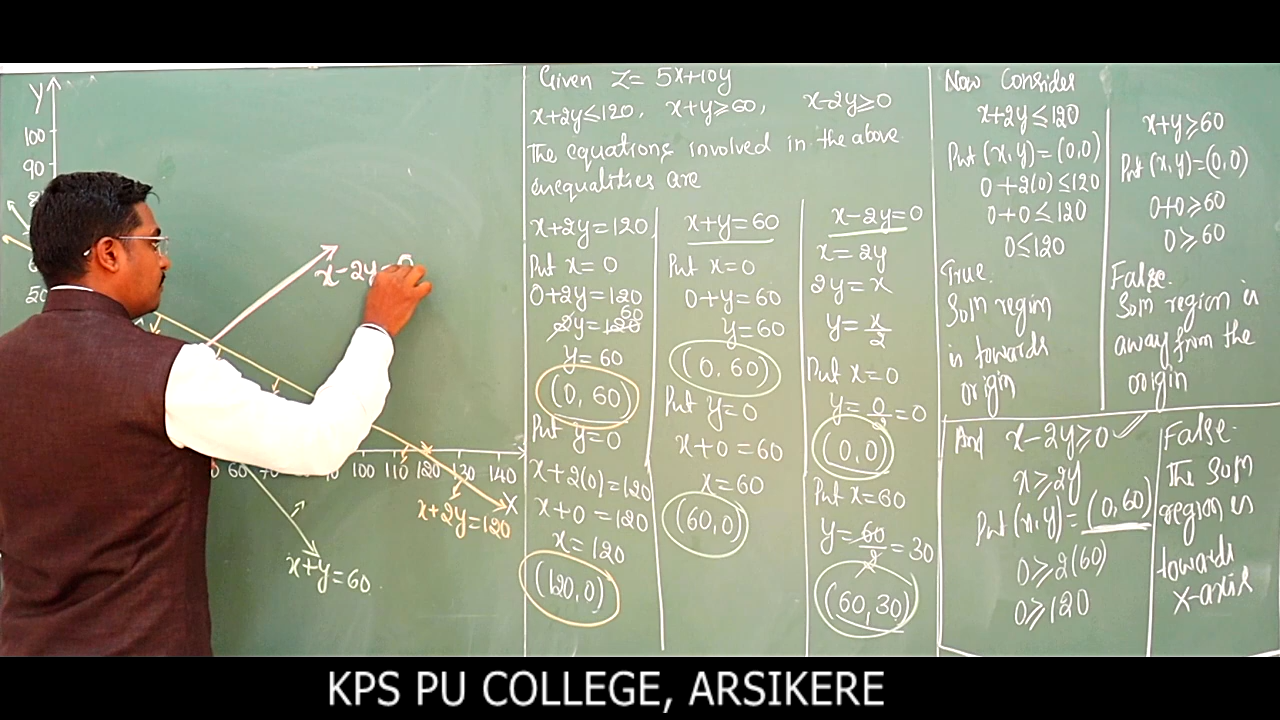 Y
100
90
50
x-2y=0
60
100 110 120 130 140
X
x+2y=120
x+y=60
Given Z= 5x+10y
x+2y≤120, x+y≥60, x-2y≥0
The equations involved in the above
inequalities are
x+2y=120,
Put x=0
0+2y=120
2y=120 60
y=60
(0, 60)
Put y=0
x+2(0)=120
x+0=120
x=120
(120,0)
x+y=60
Put x=0
0+y=60
y=60
(0,60)
Put y=0
x+0=60
x=60
(60,0)
x-2y=0
x=2y
2y=x
y=x/2
Put x=0
y=0/2=0
(0,0)
Put x=60
y=60/2=30
(60,30)
Now Consider
x+2y≤120
Put (x,y)=(0,0)
0+2(0)≤120
0+0≤120
0≤120
True.
Soln region
is towards
origin
x+y≥60
Put (x,y)=(0,0)
0+0≥60
0≥60
False.
Soln region is
away from the
origin
And x-2y≥0 ✓
x≥2y
Put (x,y)=(0,60)
0≥2(60)
0≥120
False.
The soln
region is
towards
x-axis
KPS PU COLLEGE, ARSIKERE